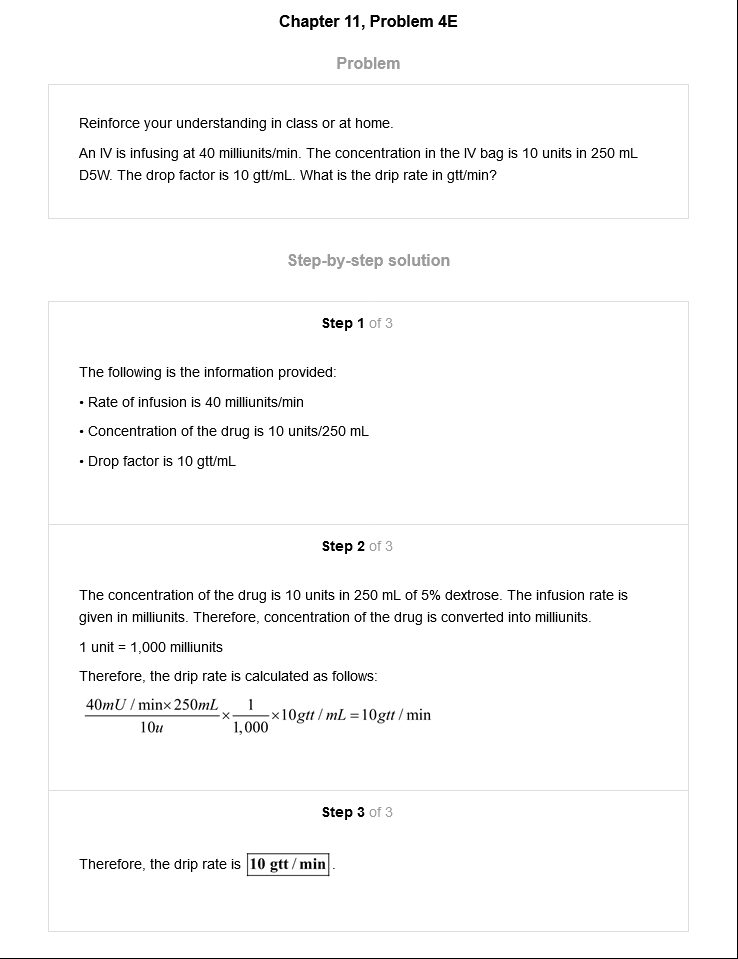 Chapter 11, Problem 4E
Problem
Reinforce your understanding in class or at home.
An IV is infusing at 40 milliunits/min. The concentration in the IV bag is 10 units in 250 mL
D5W. The drop factor is 10 gtt/mL. What is the drip rate in gtt/min?
Step-by-step solution
Step 1 of 3
The following is the information provided:
• Rate of infusion is 40 milliunits/min
• Concentration of the drug is 10 units/250 mL
• Drop factor is 10 gtt/mL
Step 2 of 3
The concentration of the drug is 10 units in 250 mL of 5% dextrose. The infusion rate is
given in milliunits. Therefore, concentration of the drug is converted into milliunits.
1 unit = 1,000 milliunits
Therefore, the drip rate is calculated as follows:
40mU / min× 250mL / 10u × 1 / 1,000 ×10gtt / mL = 10gtt / min
Step 3 of 3
Therefore, the drip rate is 10 gtt / min.